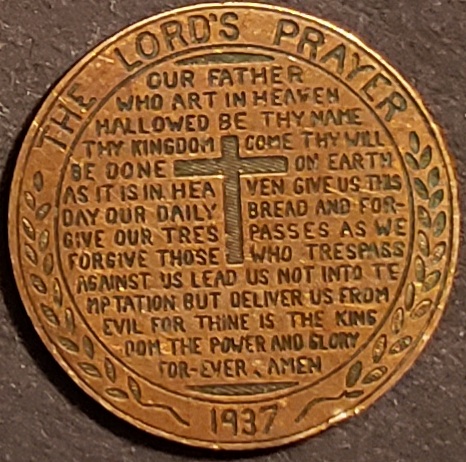 THE LORD'S PRAYER
OUR FATHER
WHO ART IN HEAVEN
HALLOWED BE THY NAME
THY KINGDOM COME THY WILL
BE DONE ON EARTH
AS IT IS IN HEA VEN GIVE US THIS
DAY OUR DAILY BREAD AND FOR-
GIVE OUR TRES PASSES AS WE
FORGIVE THOSE WHO TRESPASS
AGAINST US LEAD US NOT INTO TE
MPTATION BUT DELIVER US FROM
EVIL FOR THINE IS THE KING
DOM THE POWER AND GLORY
FOR-EVER & AMEN
1937